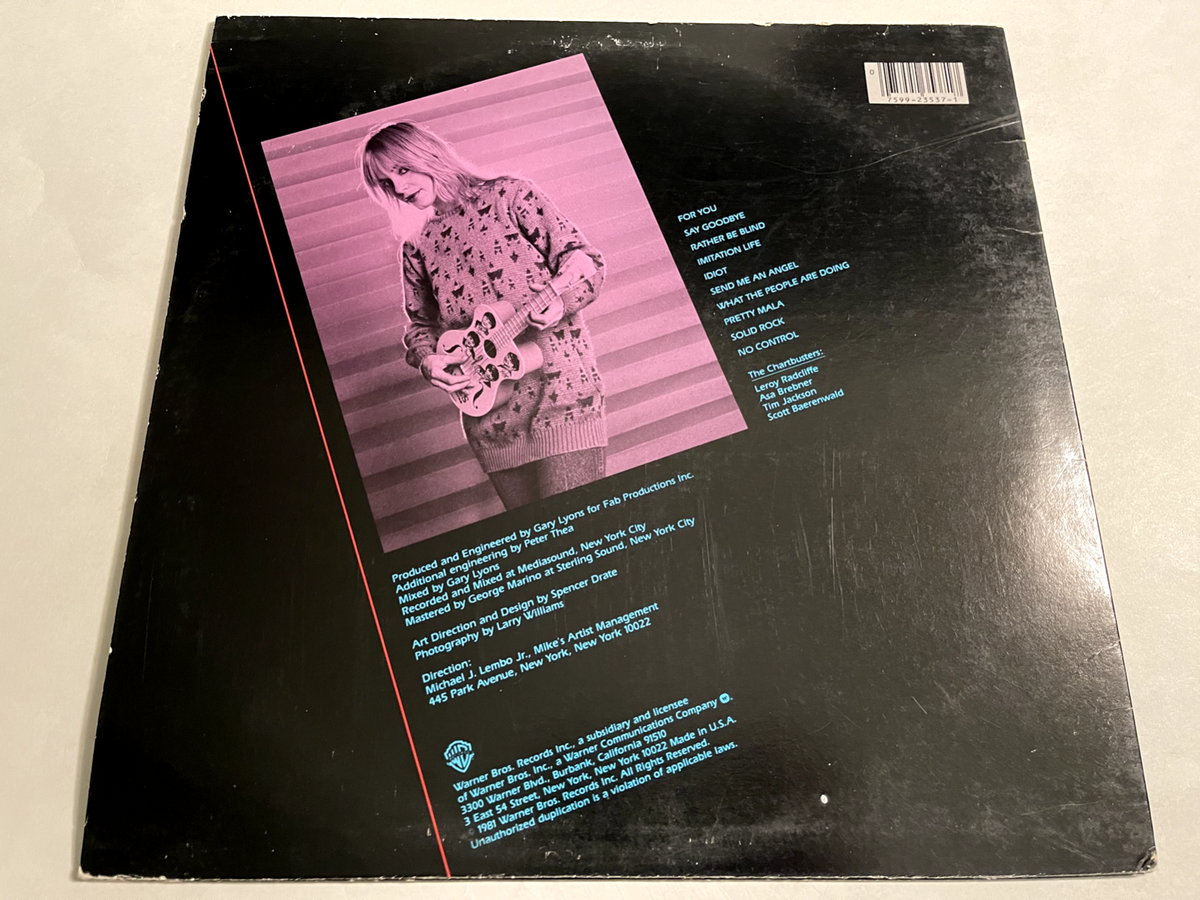 0
7599-23537-1
FOR YOU
SAY GOODBYE
RATHER BE BLIND
IMITATION LIFE
IDIOT
SEND ME AN ANGEL
WHAT THE PEOPLE ARE DOING
PRETTY MALA
SOLID ROCK
NO CONTROL
The Chartbusters:
Leroy Radcliffe
Asa Brebner
Tim Jackson
Scott Baerenwald
Produced and Engineered by Gary Lyons for Fab Productions Inc.
Additional engineering by Peter Thea
Mixed by Gary Lyons
Recorded and Mixed at Mediasound, New York City
Mastered by George Marino at Sterling Sound, New York City
Art Direction and Design by Spencer Drate
Photography by Larry Williams
Direction:
Michael J. Lembo Jr., Mike's Artist Management
445 Park Avenue, New York, New York 10022
WB
Warner Bros. Records Inc., a subsidiary and licensee
of Warner Bros. Inc., a Warner Communications Company.
3300 Warner Blvd., Burbank, California 91510
3 East 54 Street, New York, New York 10022 Made in U.S.A.
© 1981 Warner Bros. Records Inc. All Rights Reserved.
Unauthorized duplication is a violation of applicable laws.